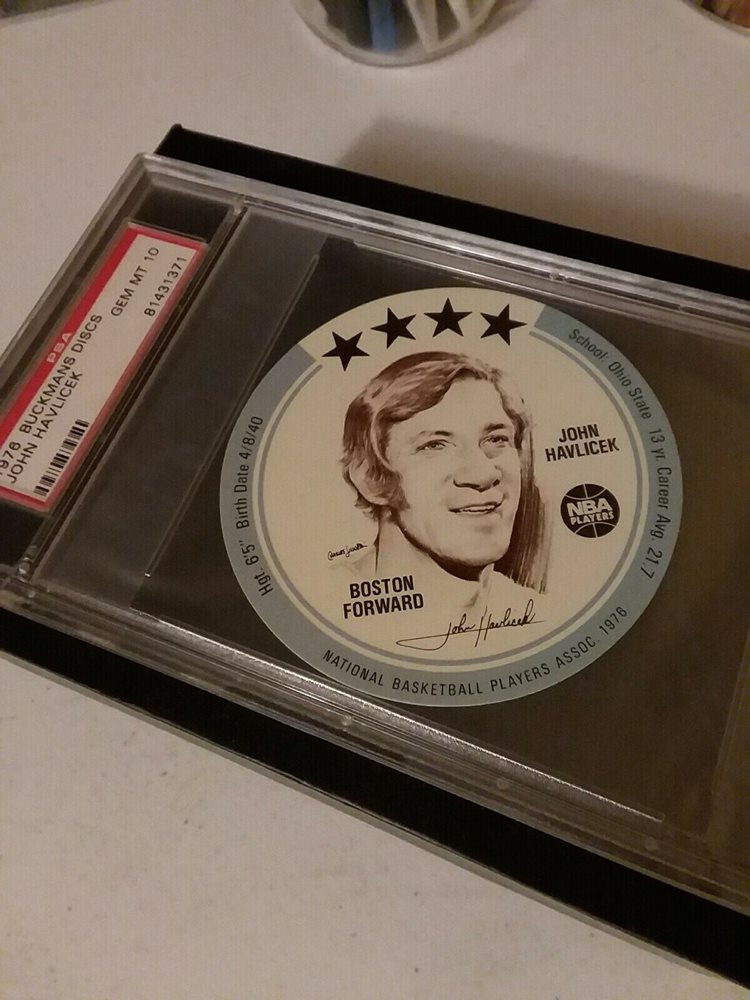 PSA
1976 BUCKMANS DISCS
JOHN HAVLICEK
GEM MT 10
81431371
School: Ohio State 13 yr. Career Avg. 21.7
Hgt. 6'5" Birth Date 4/8/40
JOHN
HAVLICEK
NBA
PLAYERS
BOSTON
FORWARD
John Havlicek
NATIONAL BASKETBALL PLAYERS ASSOC. 1976